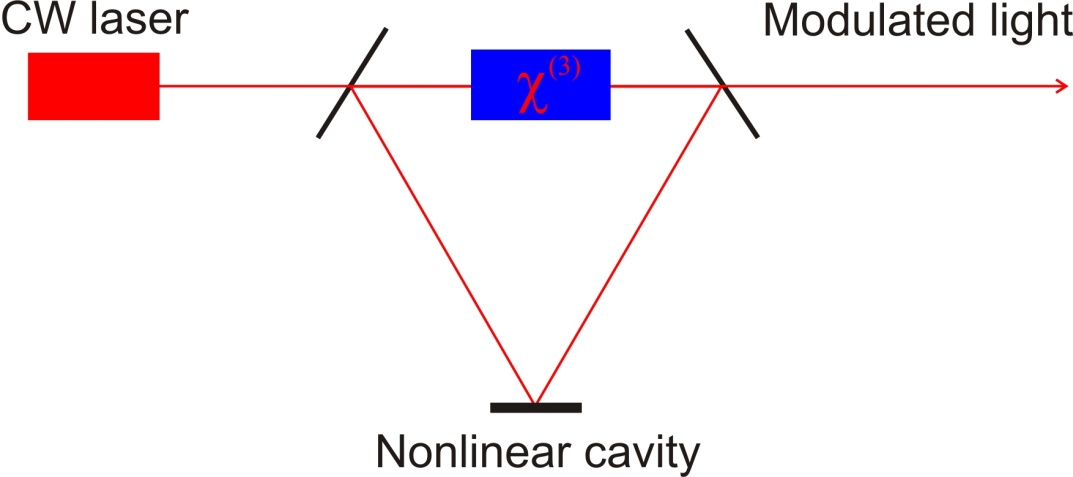 CW laser
Modulated light
χ(3)
Nonlinear cavity